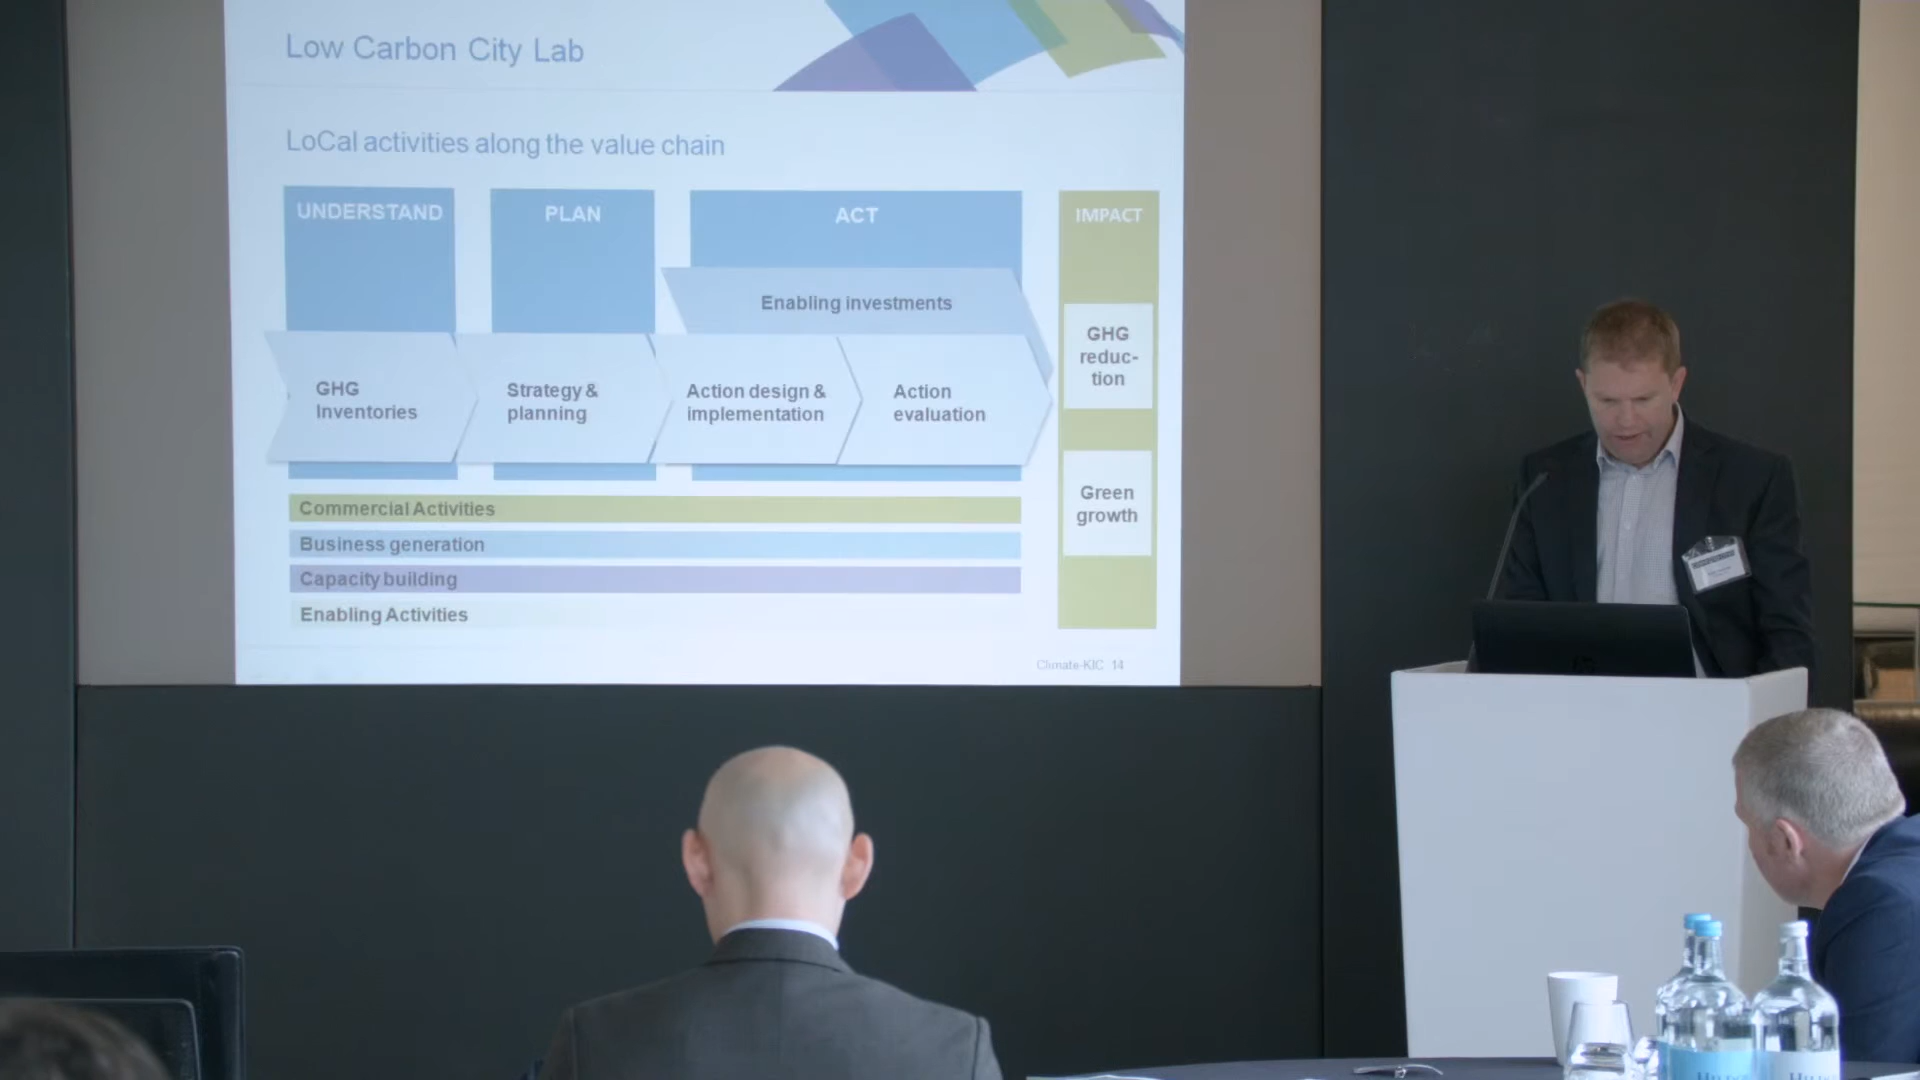 Low Carbon City Lab
LoCal activities along the value chain
UNDERSTAND
PLAN
ACT
IMPACT
Enabling investments
GHG
Inventories
Strategy &
planning
Action design &
implementation
Action
evaluation
GHG
reduc-
tion
Green
growth
Commercial Activities
Business generation
Capacity building
Enabling Activities
Climate-KIC 14